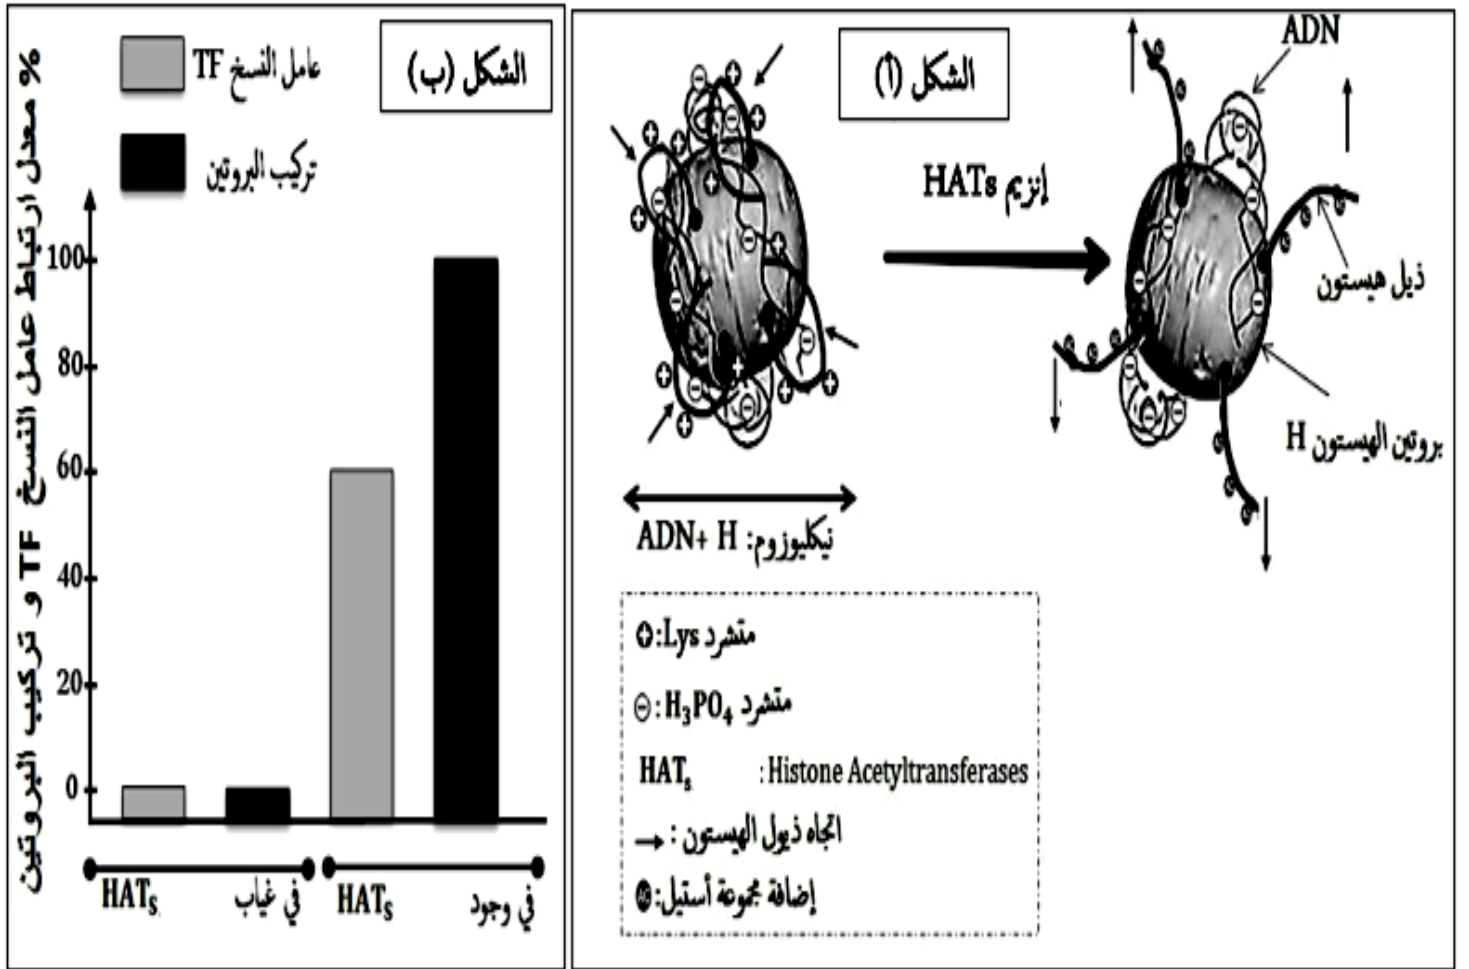 الشكل (أ)
ADN
إنزيم HATs
ذيل هيستون
بروتين الهيستون H
نيكليوزوم: ADN+ H
متشرد Lys:
متشرد H₃PO₄:
HATs : Histone Acetyltransferases
اتجاه ذيول الهيستون :
إضافة مجموعة أستيل:
AC
الشكل (ب)
عامل النسخ TF
تركيب البروتين
% معدل ارتباط عامل النسخ TF و تركيب البروتين
100
80
60
40
20
0
في غياب HATs
في وجود HATs